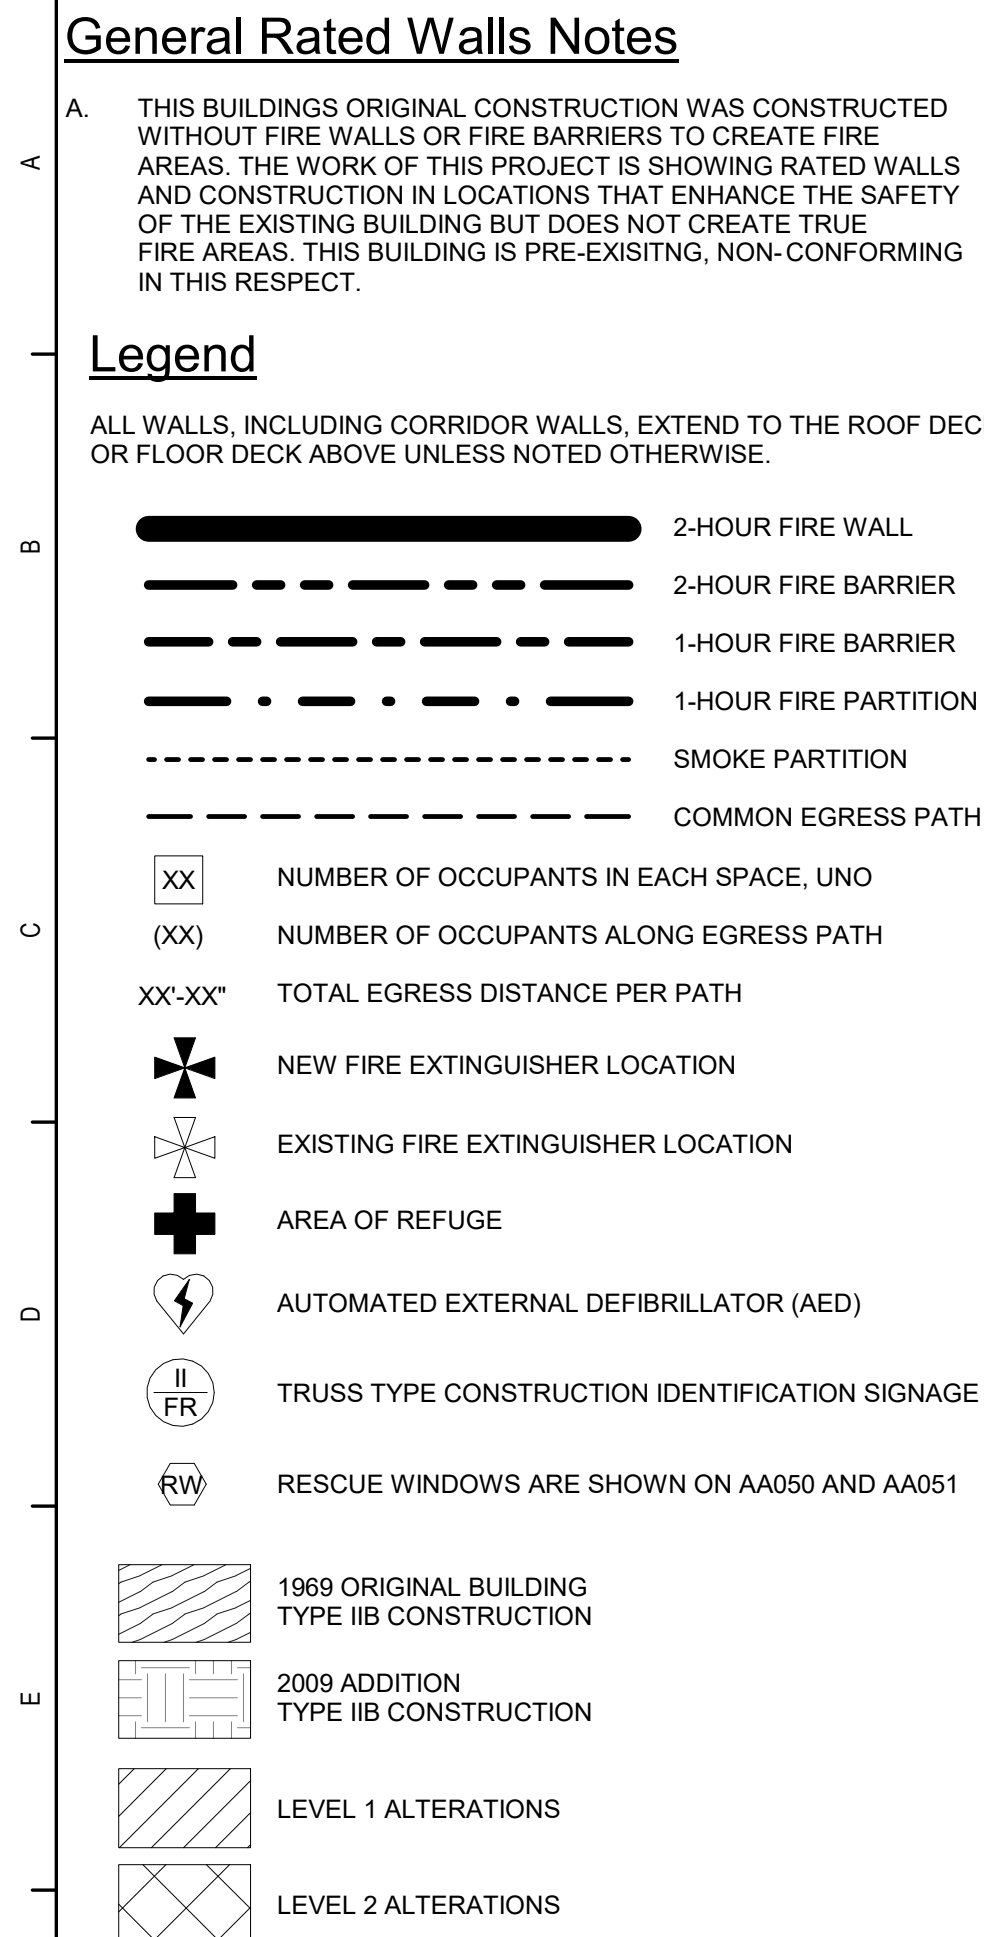 General Rated Walls Notes
A. THIS BUILDINGS ORIGINAL CONSTRUCTION WAS CONSTRUCTED
WITHOUT FIRE WALLS OR FIRE BARRIERS TO CREATE FIRE
AREAS. THE WORK OF THIS PROJECT IS SHOWING RATED WALLS
AND CONSTRUCTION IN LOCATIONS THAT ENHANCE THE SAFETY
OF THE EXISTING BUILDING BUT DOES NOT CREATE TRUE
FIRE AREAS. THIS BUILDING IS PRE-EXISITNG, NON-CONFORMING
IN THIS RESPECT.
A
Legend
ALL WALLS, INCLUDING CORRIDOR WALLS, EXTEND TO THE ROOF DEC
OR FLOOR DECK ABOVE UNLESS NOTED OTHERWISE.
2-HOUR FIRE WALL
B
2-HOUR FIRE BARRIER
1-HOUR FIRE BARRIER
1-HOUR FIRE PARTITION
SMOKE PARTITION
COMMON EGRESS PATH
XX NUMBER OF OCCUPANTS IN EACH SPACE, UNO
C
(XX) NUMBER OF OCCUPANTS ALONG EGRESS PATH
XX'-XX" TOTAL EGRESS DISTANCE PER PATH
NEW FIRE EXTINGUISHER LOCATION
EXISTING FIRE EXTINGUISHER LOCATION
AREA OF REFUGE
D
AUTOMATED EXTERNAL DEFIBRILLATOR (AED)
II
FR
TRUSS TYPE CONSTRUCTION IDENTIFICATION SIGNAGE
RW RESCUE WINDOWS ARE SHOWN ON AA050 AND AA051
1969 ORIGINAL BUILDING
TYPE IIB CONSTRUCTION
E
2009 ADDITION
TYPE IIB CONSTRUCTION
LEVEL 1 ALTERATIONS
LEVEL 2 ALTERATIONS